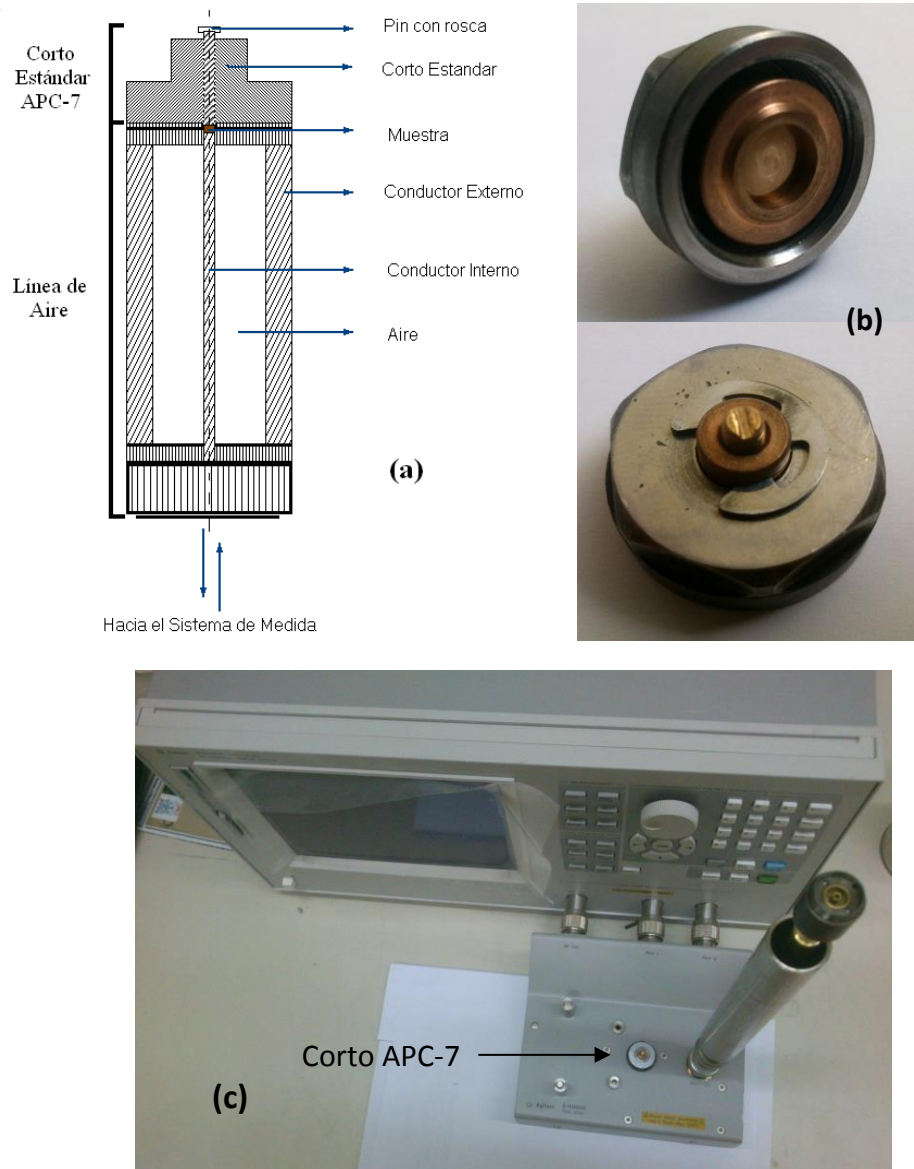 Corto
Estándar
APC-7
Línea de
Aire
Pin con rosca
Corto Estandar
Muestra
Conductor Externo
Conductor Interno
Aire
(a)
Hacia el Sistema de Medida
(b)
Corto APC-7
(c)
Agilent